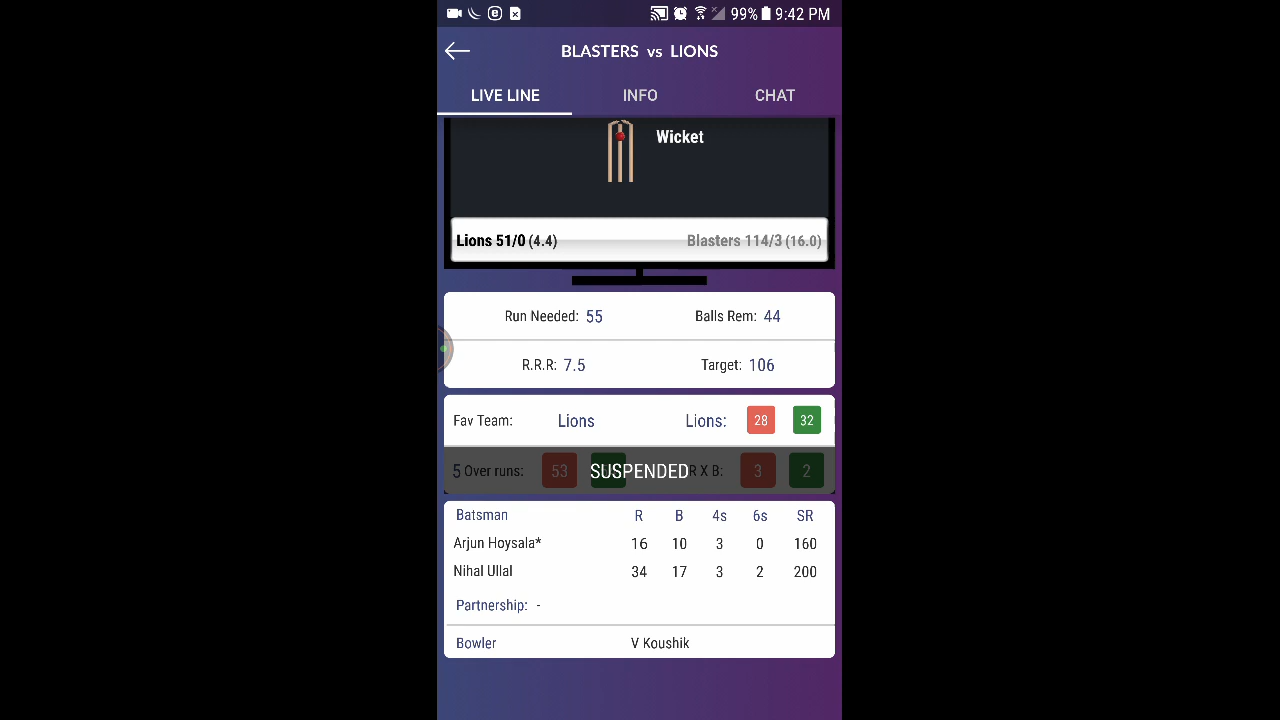 99% 9:42 PM
BLASTERS vs LIONS
LIVE LINE INFO CHAT
Wicket
Lions 51/0 (4.4) Blasters 114/3 (16.0)
Run Needed: 55 Balls Rem: 44
R.R.R: 7.5 Target: 106
Fav Team: Lions Lions: 28 32
5 Over runs: 53 SUSPENDED R X B: 3 2
Batsman R B 4s 6s SR
Arjun Hoysala* 16 10 3 0 160
Nihal Ullal 34 17 3 2 200
Partnership: -
Bowler V Koushik